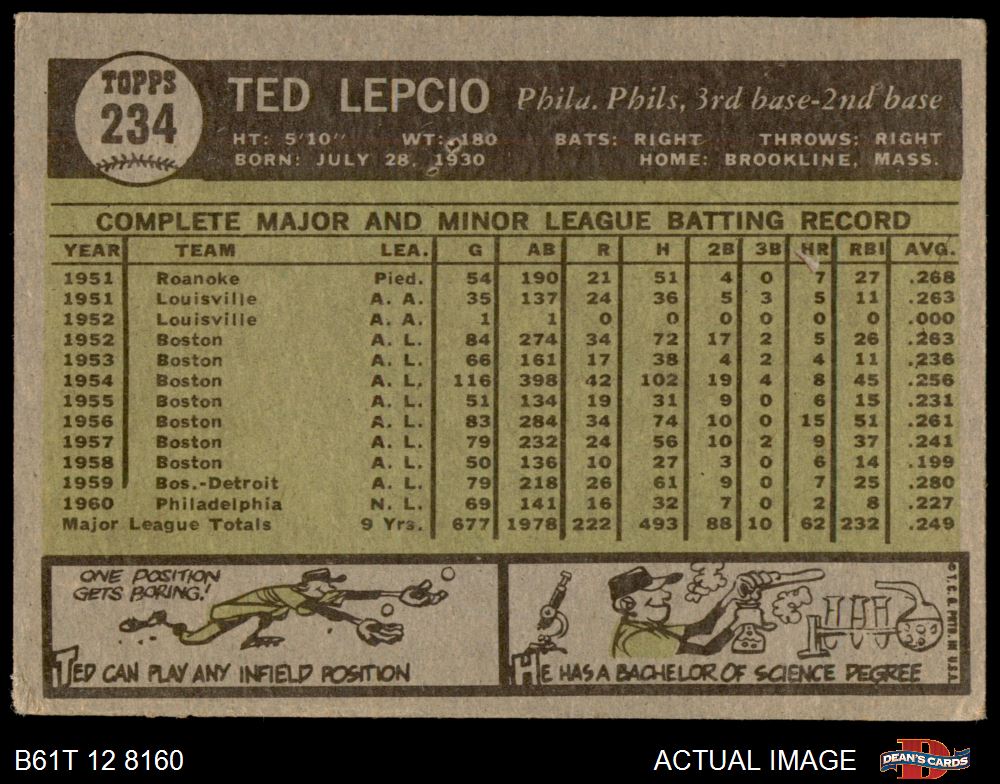 TOPPS
234
TED LEPCIO Phila. Phils, 3rd base-2nd base
HT: 5'10" WT: 180 BATS: RIGHT THROWS: RIGHT
BORN: JULY 28, 1930 HOME: BROOKLINE, MASS.
COMPLETE MAJOR AND MINOR LEAGUE BATTING RECORD
YEAR TEAM LEA. G AB R H 2B 3B HR RBI AVG.
1951 Roanoke Pied. 54 190 21 51 4 0 7 27 .268
1951 Louisville A. A. 35 137 24 36 5 3 5 11 .263
1952 Louisville A. A. 1 1 0 0 0 0 0 0 .000
1952 Boston A. L. 84 274 34 72 17 2 5 26 .263
1953 Boston A. L. 66 161 17 38 4 2 4 11 .236
1954 Boston A. L. 116 398 42 102 19 4 8 45 .256
1955 Boston A. L. 51 134 19 31 9 0 6 15 .231
1956 Boston A. L. 83 284 34 74 10 0 15 51 .261
1957 Boston A. L. 79 232 24 56 10 2 9 37 .241
1958 Boston A. L. 50 136 10 27 3 0 6 14 .199
1959 Bos.-Detroit A. L. 79 218 26 61 9 0 7 25 .280
1960 Philadelphia N. L. 69 141 16 32 7 0 2 8 .227
Major League Totals 9 Yrs. 677 1978 222 493 88 10 62 232 .249
ONE POSITION
GETS BORING!
TED CAN PLAY ANY INFIELD POSITION
HE HAS A BACHELOR OF SCIENCE DEGREE
© T. C. G. PRTD. IN U.S.A.
B61T 12 8160 ACTUAL IMAGE
D
DEAN'S CARDS